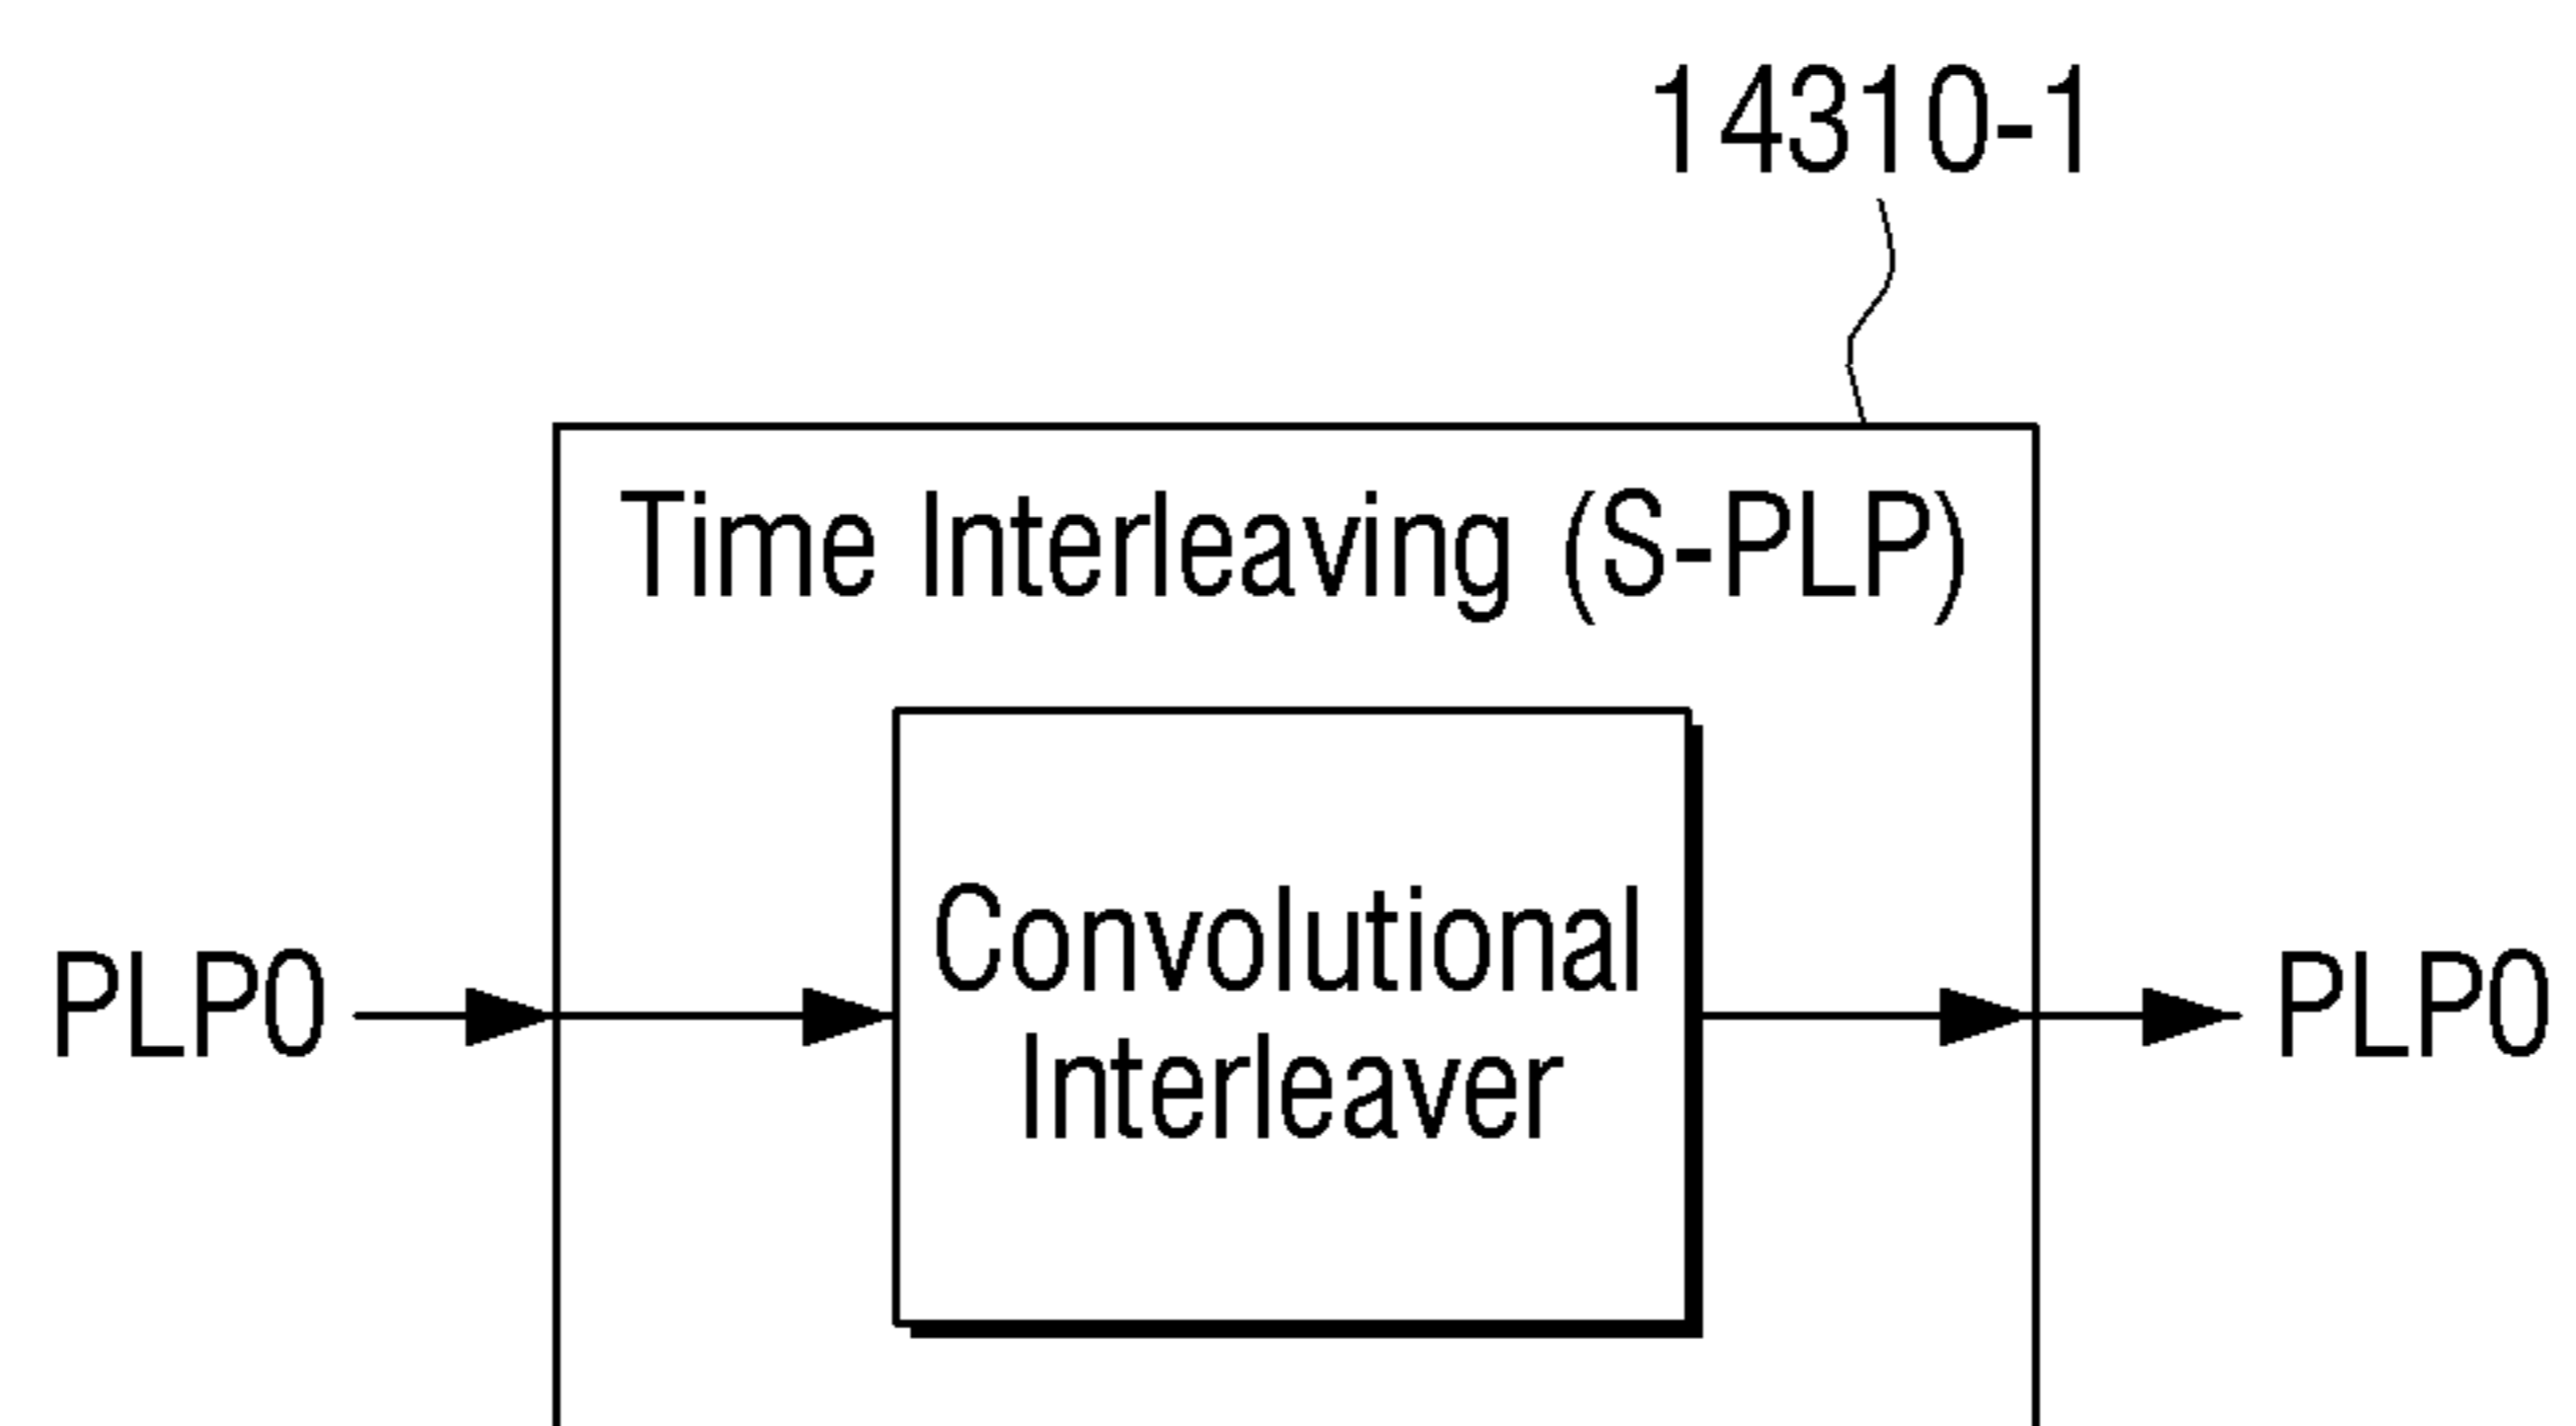 14310-1
Time Interleaving (S-PLP)
Convolutional
Interleaver
PLP0
PLP0